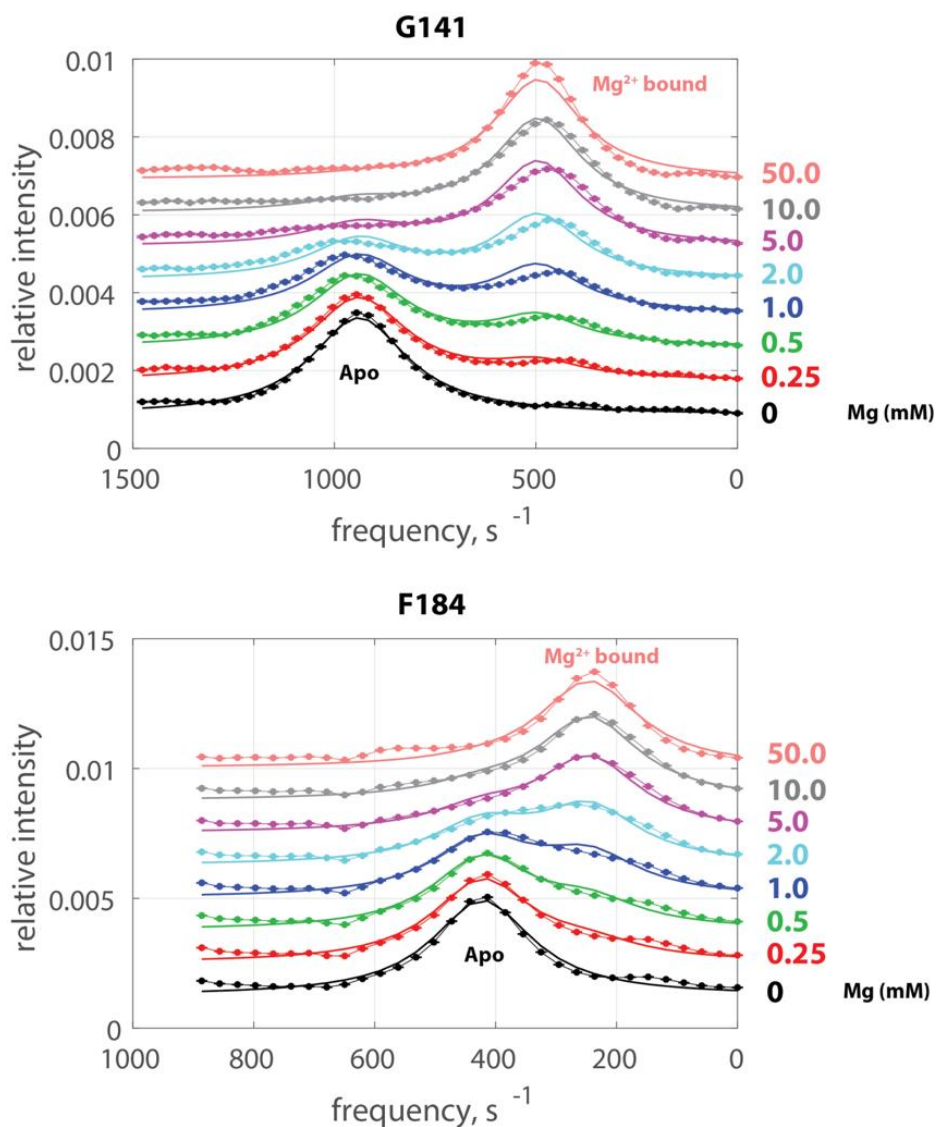 G141
0.01
0.008
0.006
0.004
0.002
0
relative intensity
Mg²⁺ bound
Apo
50.0
10.0
5.0
2.0
1.0
0.5
0.25
0 Mg (mM)
1500 1000 500 0
frequency, s ⁻¹
F184
0.015
0.01
0.005
0
relative intensity
Mg²⁺ bound
Apo
50.0
10.0
5.0
2.0
1.0
0.5
0.25
0 Mg (mM)
1000 800 600 400 200 0
frequency, s ⁻¹